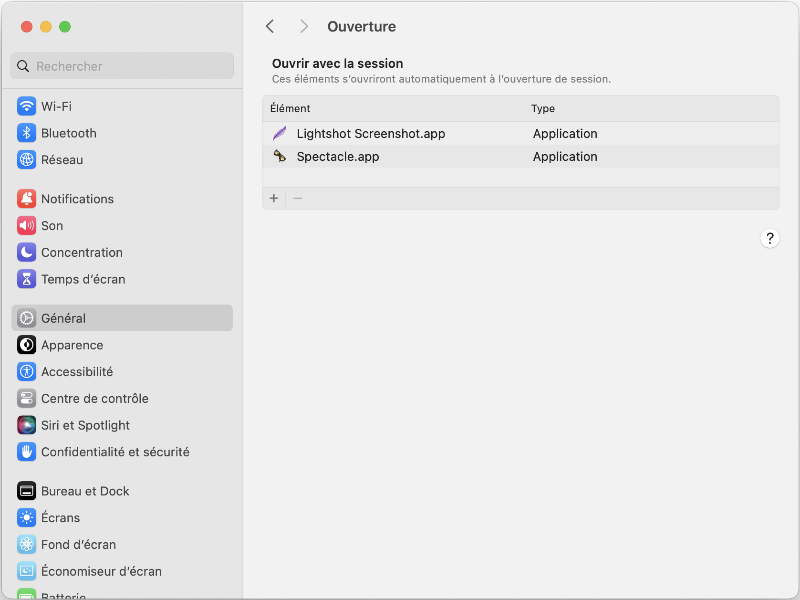 Ouverture
Rechercher
Wi-Fi
Bluetooth
Réseau
Notifications
Son
Concentration
Temps d’écran
Général
Apparence
Accessibilité
Centre de contrôle
Siri et Spotlight
Confidentialité et sécurité
Bureau et Dock
Écrans
Fond d’écran
Économiseur d’écran
Batterie
Ouvrir avec la session
Ces éléments s’ouvriront automatiquement à l’ouverture de session.
Élément Type
Lightshot Screenshot.app Application
Spectacle.app Application
+ −
?